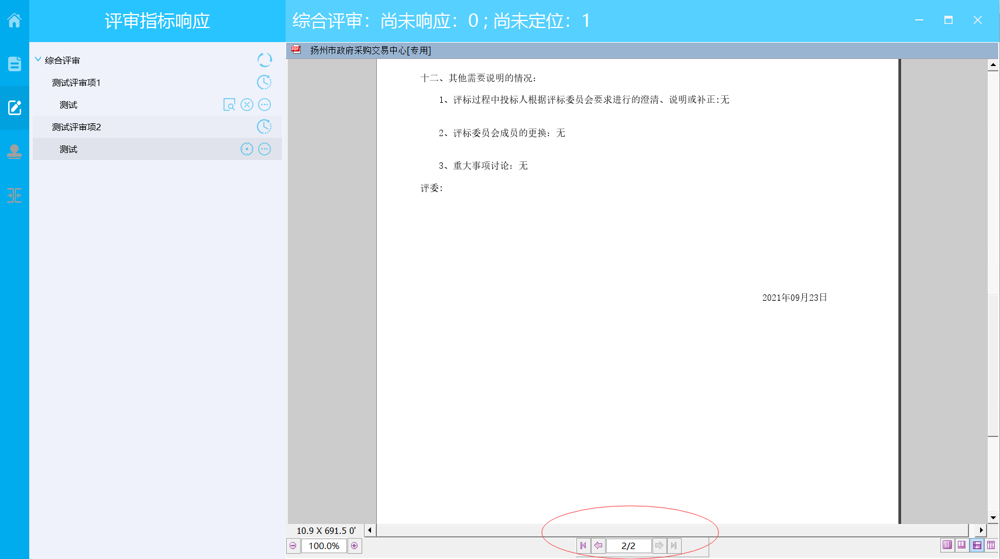 评审指标响应
综合评审：尚未响应：0 ; 尚未定位：1
综合评审
测试评审项1
测试
测试评审项2
测试
PDF
扬州市政府采购交易中心[专用]
十二、其他需要说明的情况：
1、评标过程中投标人根据评标委员会要求进行的澄清、说明或补正:无
2、评标委员会成员的更换：无
3、重大事项讨论：无
评委:
2021年09月23日
10.9 X 691.5 0'
100.0%
2/2